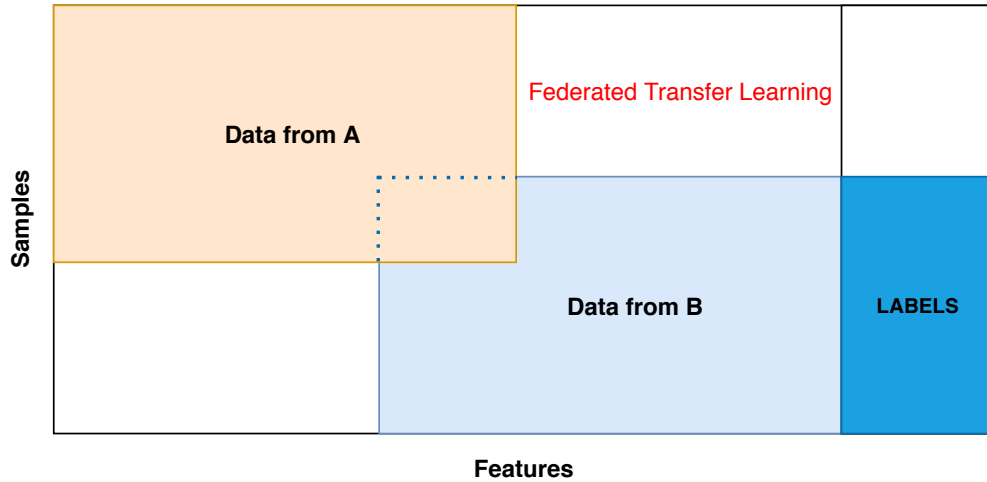 Federated Transfer Learning
Data from A
Samples
Data from B
LABELS
Features